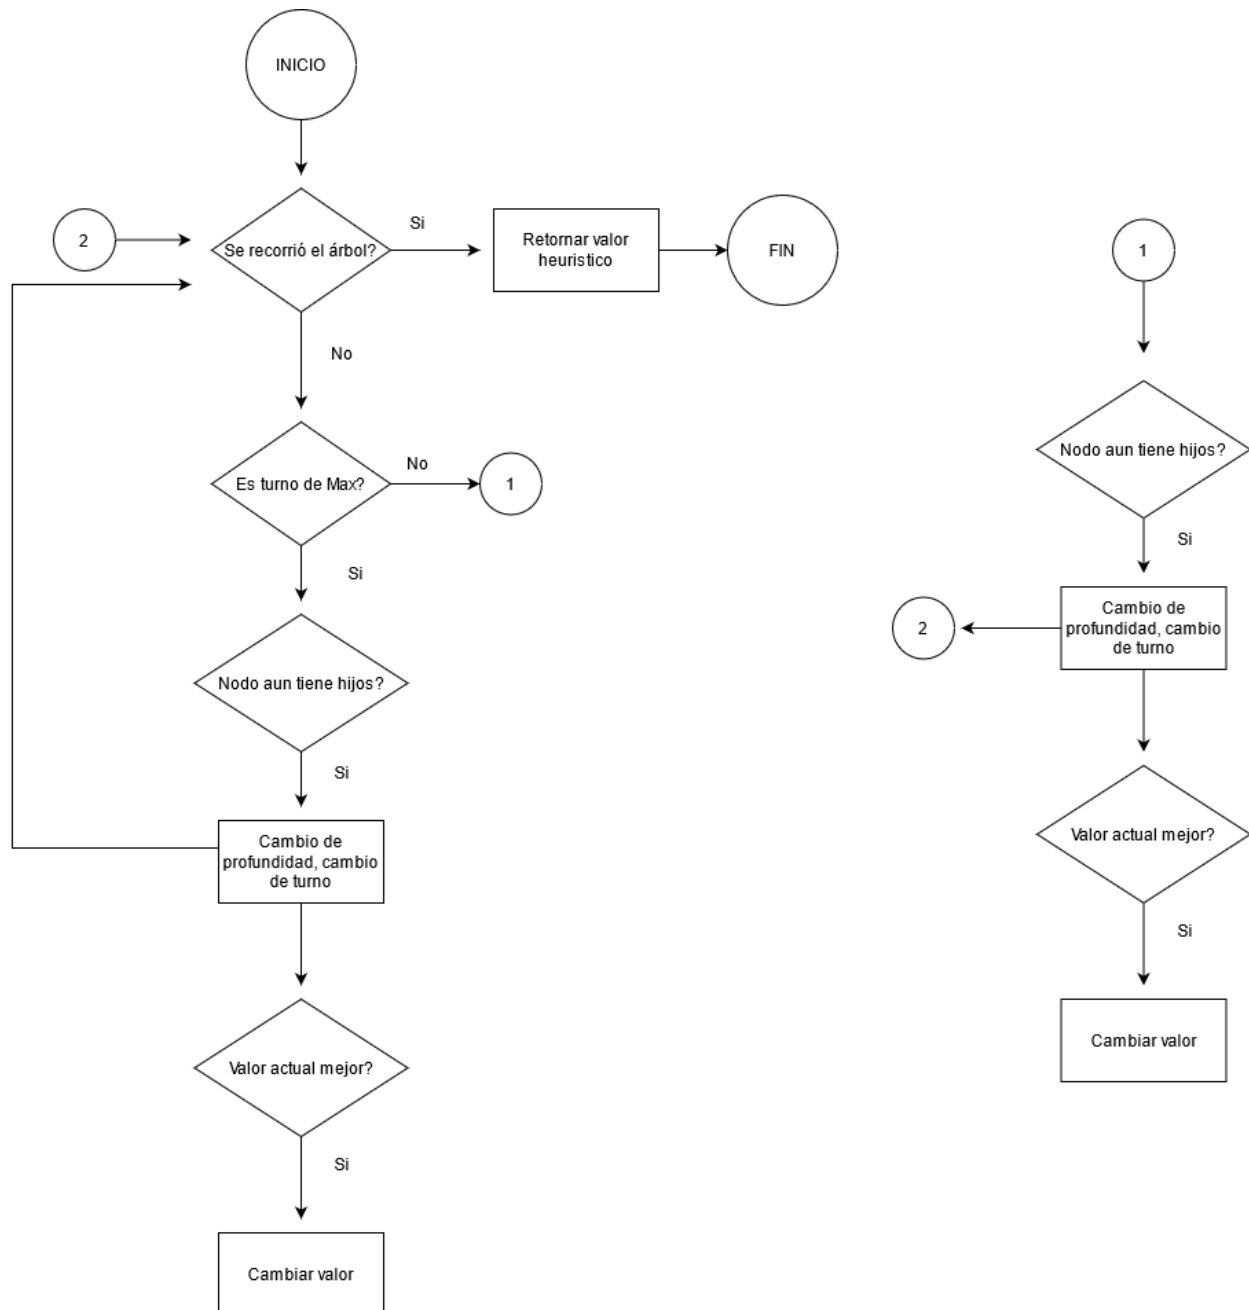 INICIO
2
Se recorrió el árbol?
Si
Retornar valor
heuristico
FIN
No
Es turno de Max?
No
1
Si
Nodo aun tiene hijos?
Si
Cambio de
profundidad, cambio
de turno
Valor actual mejor?
Si
Cambiar valor
1
Nodo aun tiene hijos?
Si
Cambio de
profundidad, cambio
de turno
2
Valor actual mejor?
Si
Cambiar valor